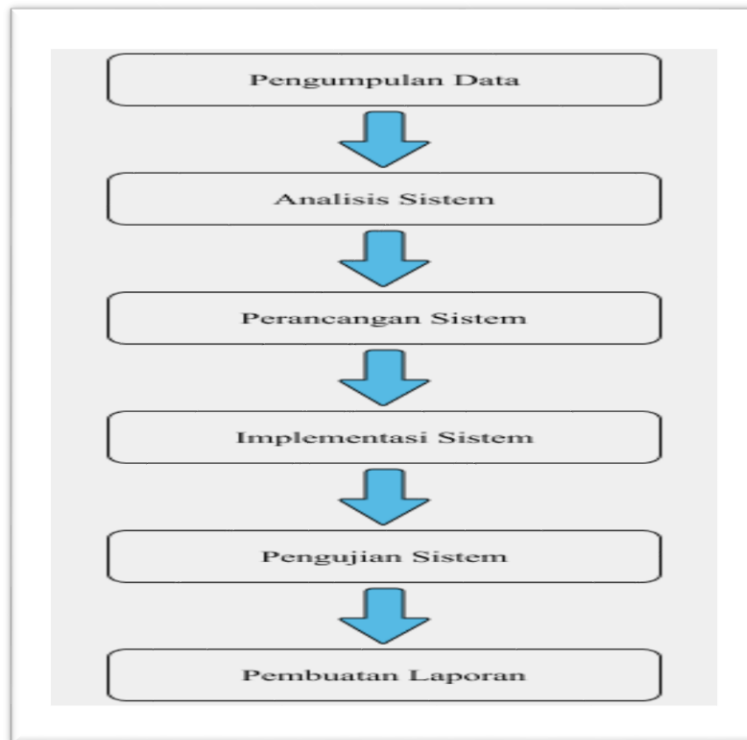 Pengumpulan Data
Analisis Sistem
Perancangan Sistem
Implementasi Sistem
Pengujian Sistem
Pembuatan Laporan